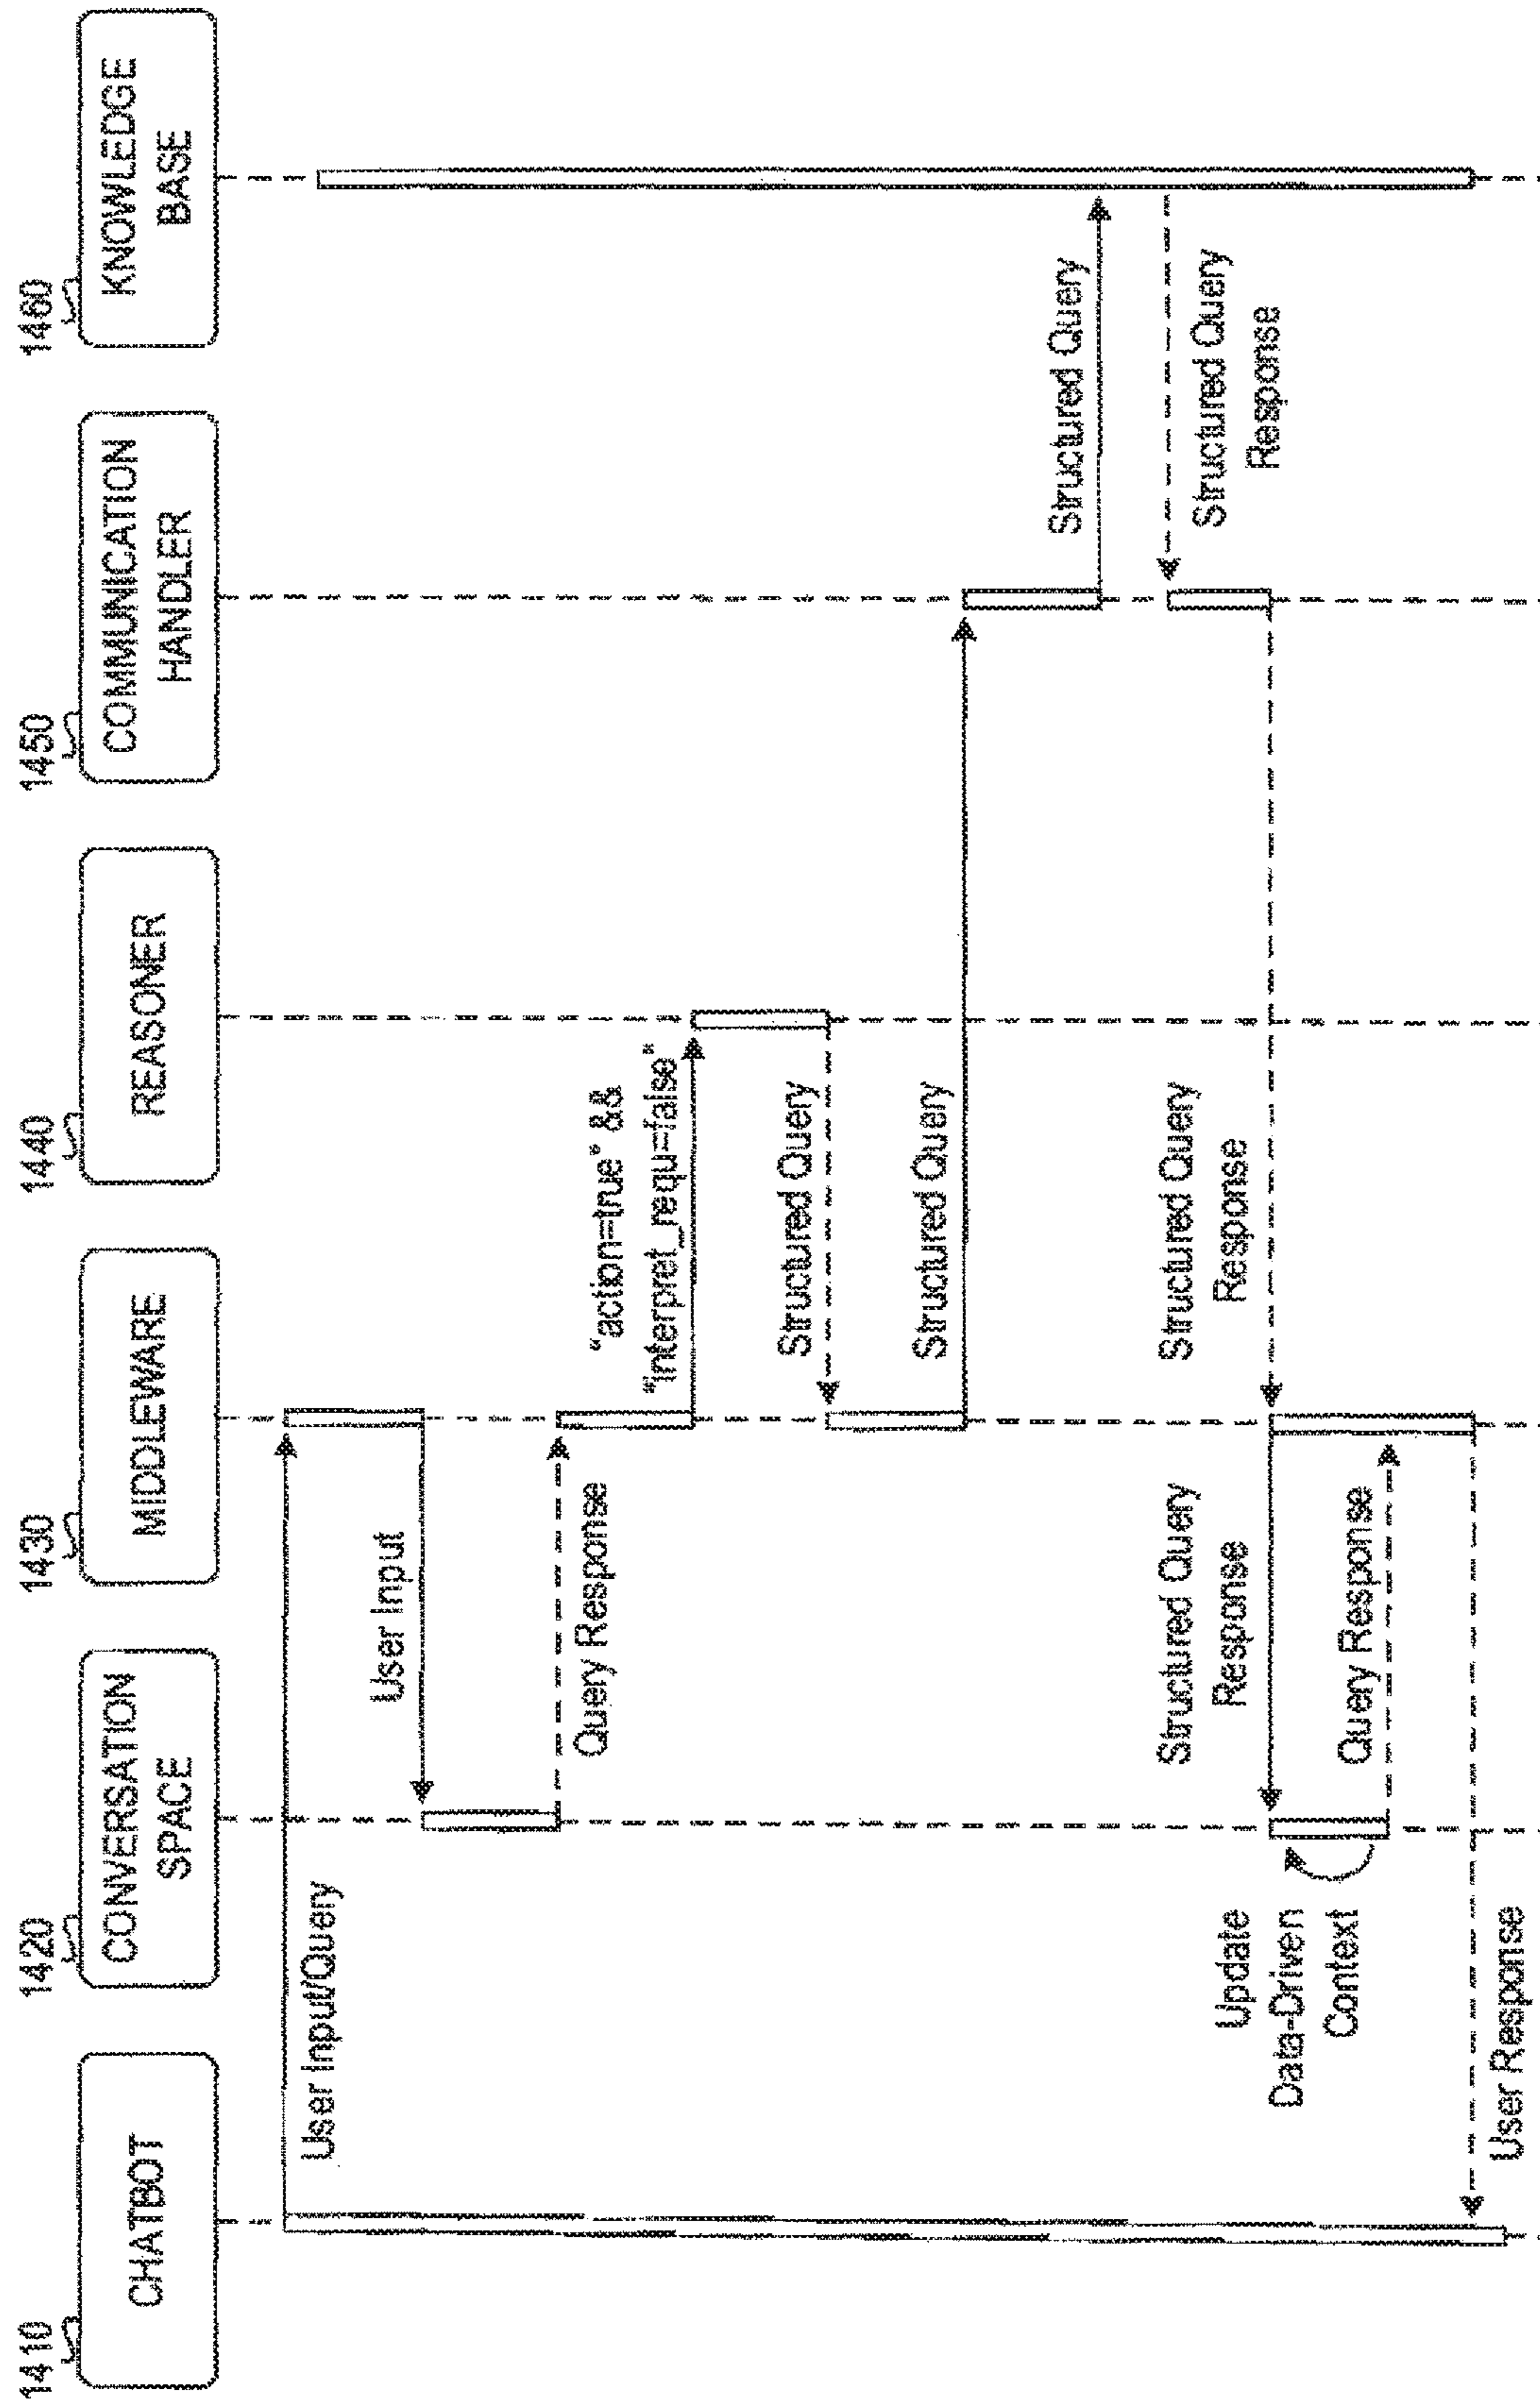 1410
CHATBOT
1420
CONVERSATION
SPACE
1430
MIDDLEWARE
1440
REASONER
1450
COMMUNICATION
HANDLER
1460
KNOWLEDGE
BASE
User Input/Query
User Input
Query Response
"action=true" &&
"interpret_requ=false"
Structured Query
Structured Query
Structured Query
Structured Query
Response
Structured Query
Response
Structured Query
Response
Update
Data-Driven
Context
Query Response
User Response